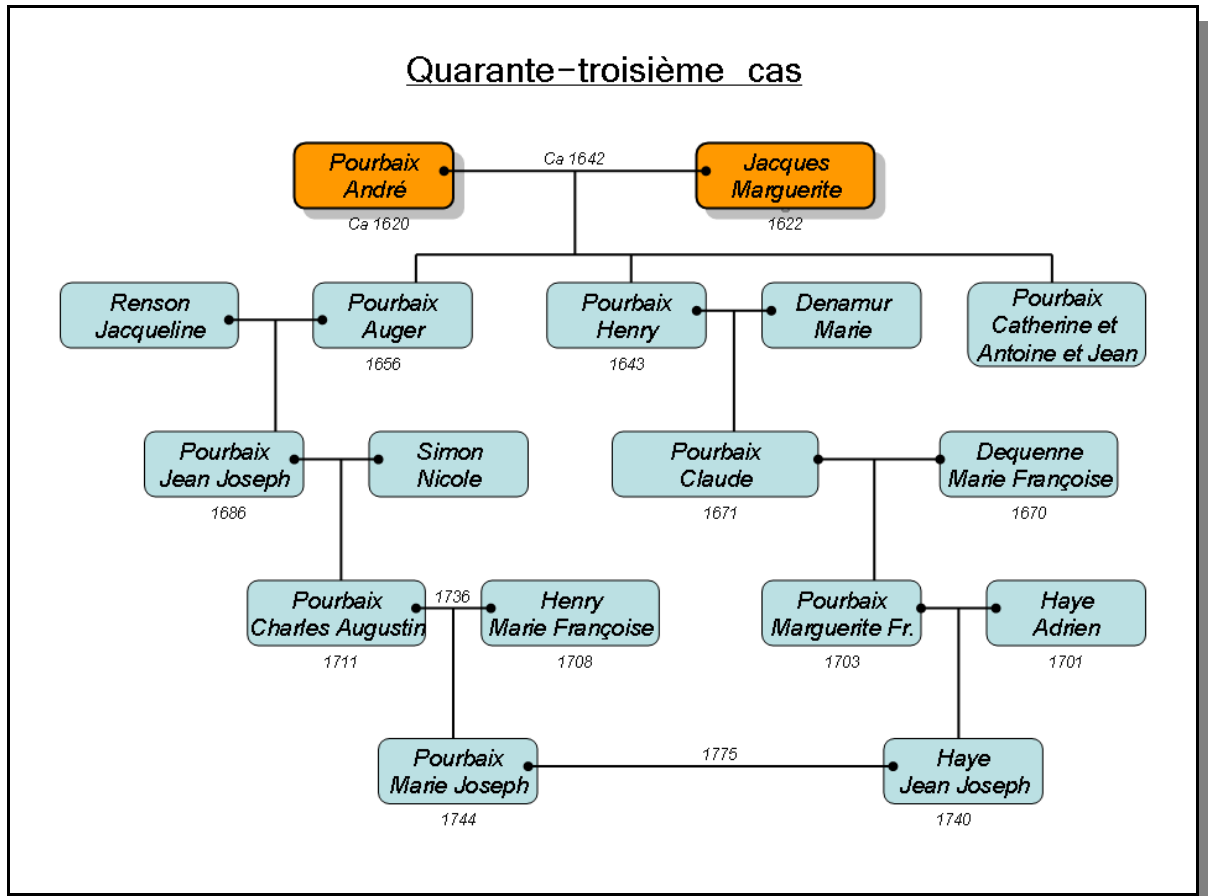 Quarante-troisième cas
Pourbaix
André
Ca 1642
Jacques
Marguerite
Ca 1620
1622
Renson
Jacqueline
Pourbaix
Auger
Pourbaix
Henry
Denamur
Marie
Pourbaix
Catherine et
Antoine et Jean
1656
1643
Pourbaix
Jean Joseph
Simon
Nicole
Pourbaix
Claude
Dequenne
Marie Françoise
1686
1671
1670
Pourbaix
Charles Augustin
1736
Henry
Marie Françoise
Pourbaix
Marguerite Fr.
Haye
Adrien
1711
1708
1703
1701
Pourbaix
Marie Joseph
1775
Haye
Jean Joseph
1744
1740